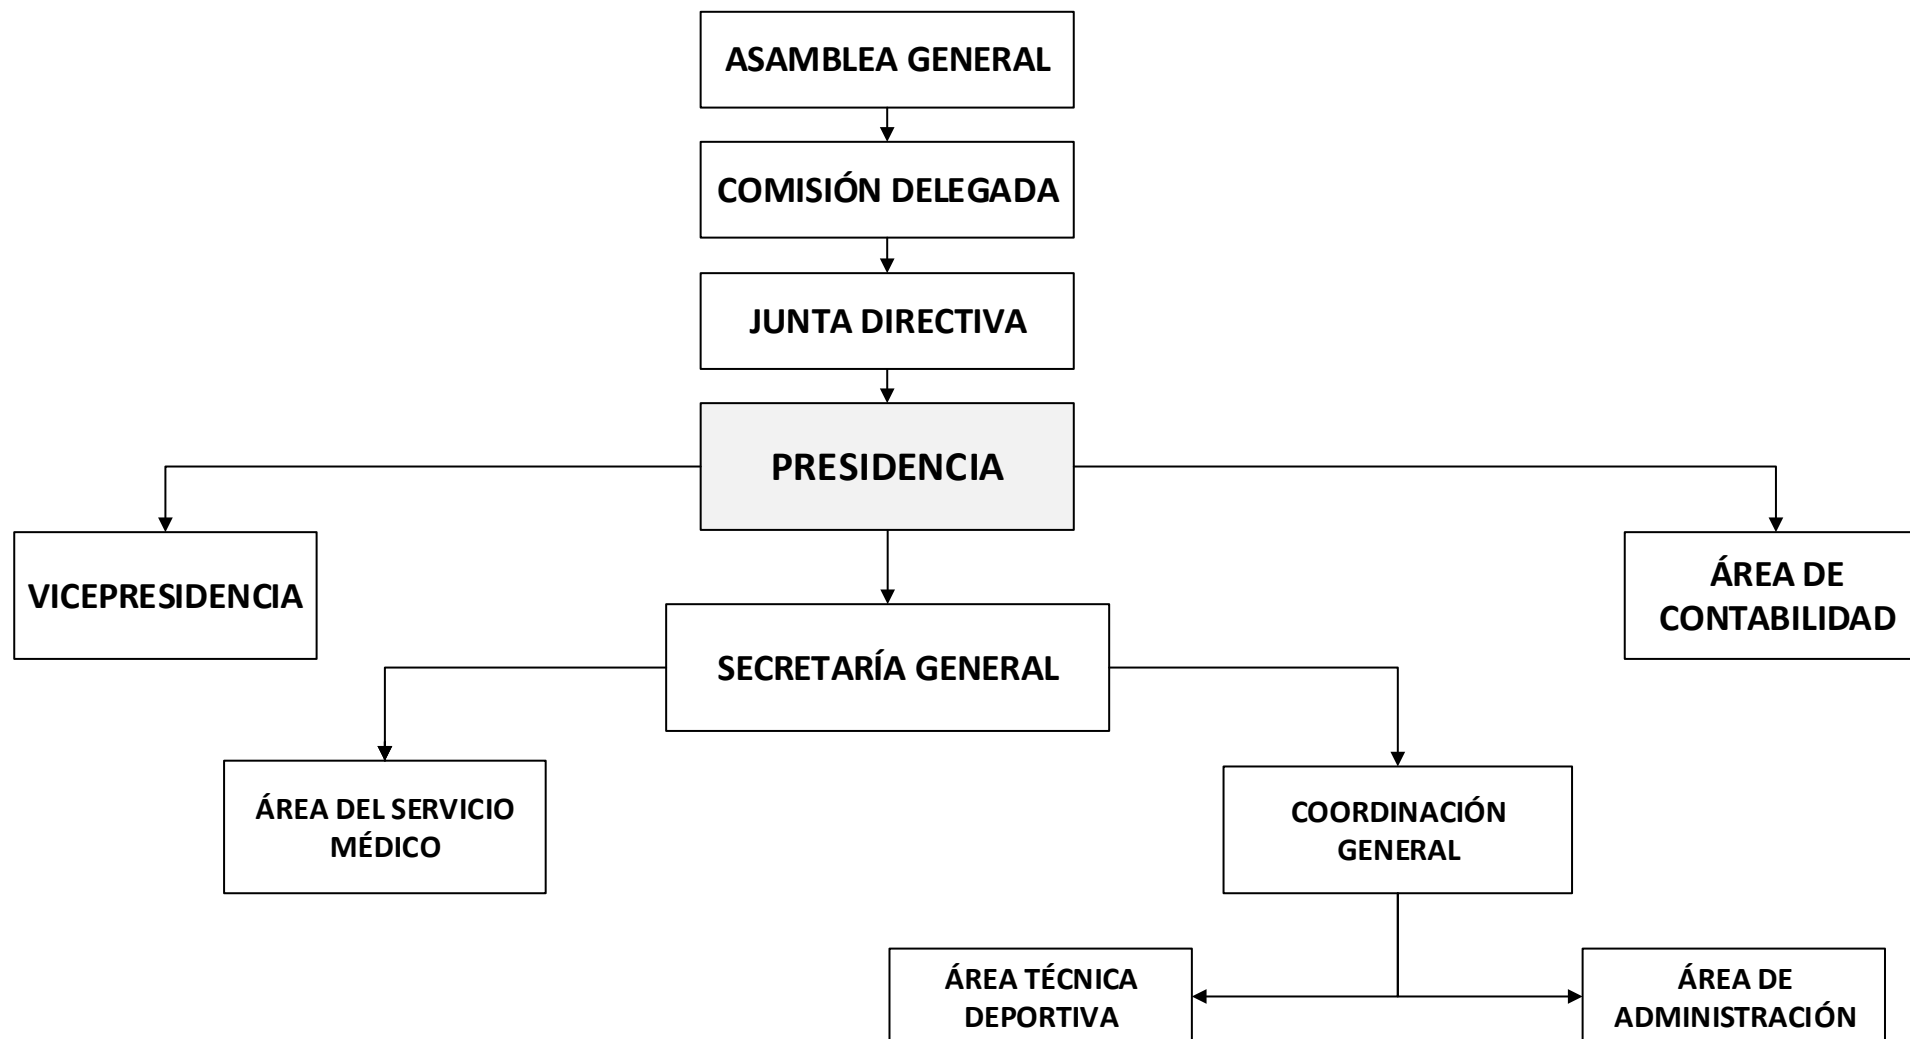 ASAMBLEA GENERAL
COMISIÓN DELEGADA
JUNTA DIRECTIVA
PRESIDENCIA
VICEPRESIDENCIA
ÁREA DE
CONTABILIDAD
SECRETARÍA GENERAL
ÁREA DEL SERVICIO
MÉDICO
COORDINACIÓN
GENERAL
ÁREA TÉCNICA
DEPORTIVA
ÁREA DE
ADMINISTRACIÓN